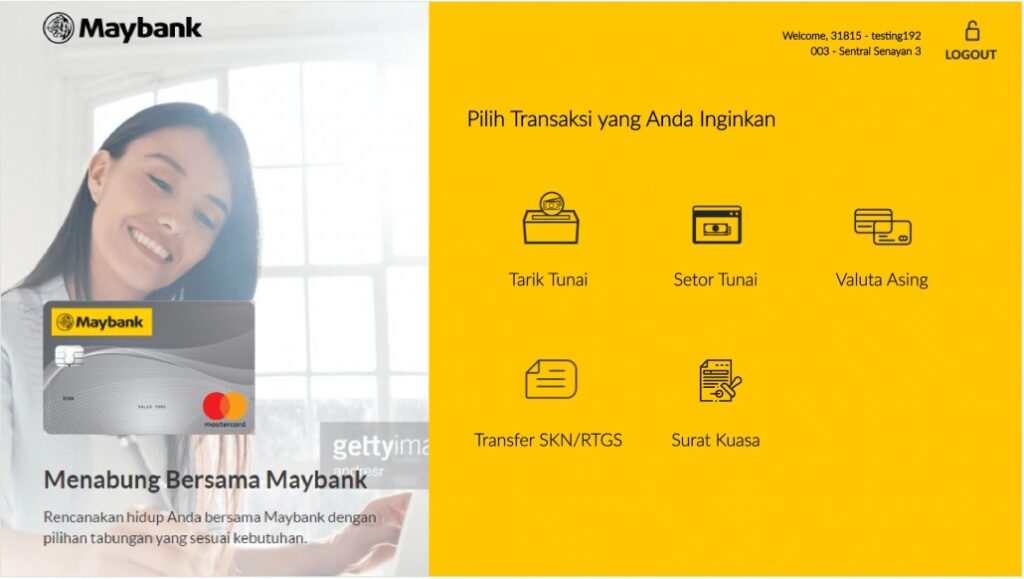 Maybank
Welcome, 31815 - testing192
003 - Sentral Senayan 3
LOGOUT
Pilih Transaksi yang Anda Inginkan
Tarik Tunai
Setor Tunai
Valuta Asing
Transfer SKN/RTGS
Surat Kuasa
Maybank
mastercard
gettyima
andresr
Menabung Bersama Maybank
Rencanakan hidup Anda bersama Maybank dengan
pilihan tabungan yang sesuai kebutuhan.